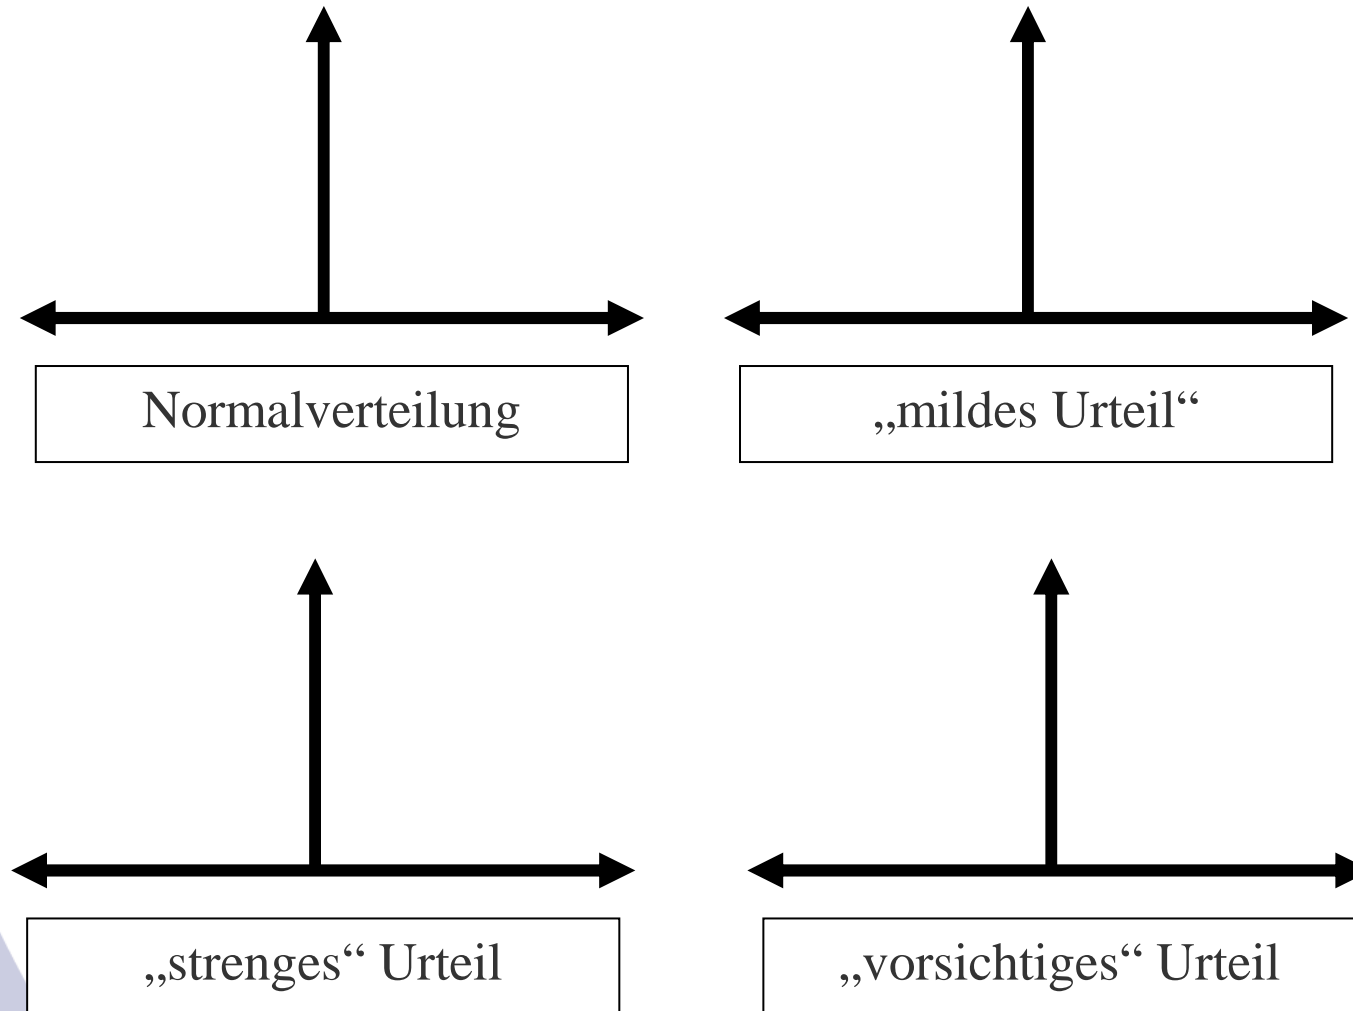 Normalverteilung
„mildes Urteil“
„strenges“ Urteil
„vorsichtiges“ Urteil